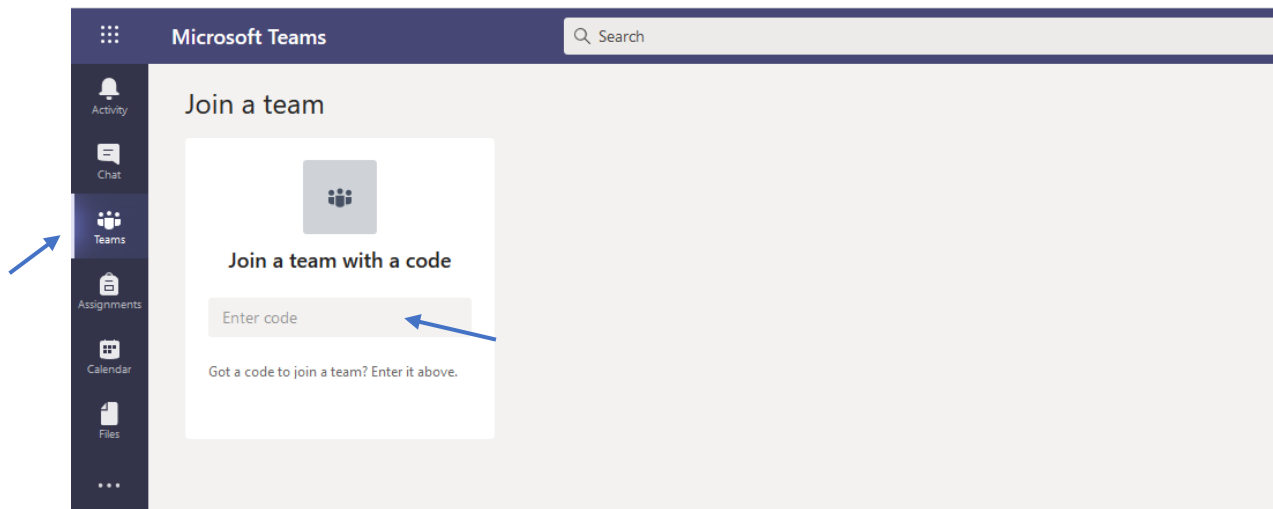 Microsoft Teams
Search
Activity
Chat
Teams
Assignments
Calendar
Files
Join a team
Join a team with a code
Enter code
Got a code to join a team? Enter it above.